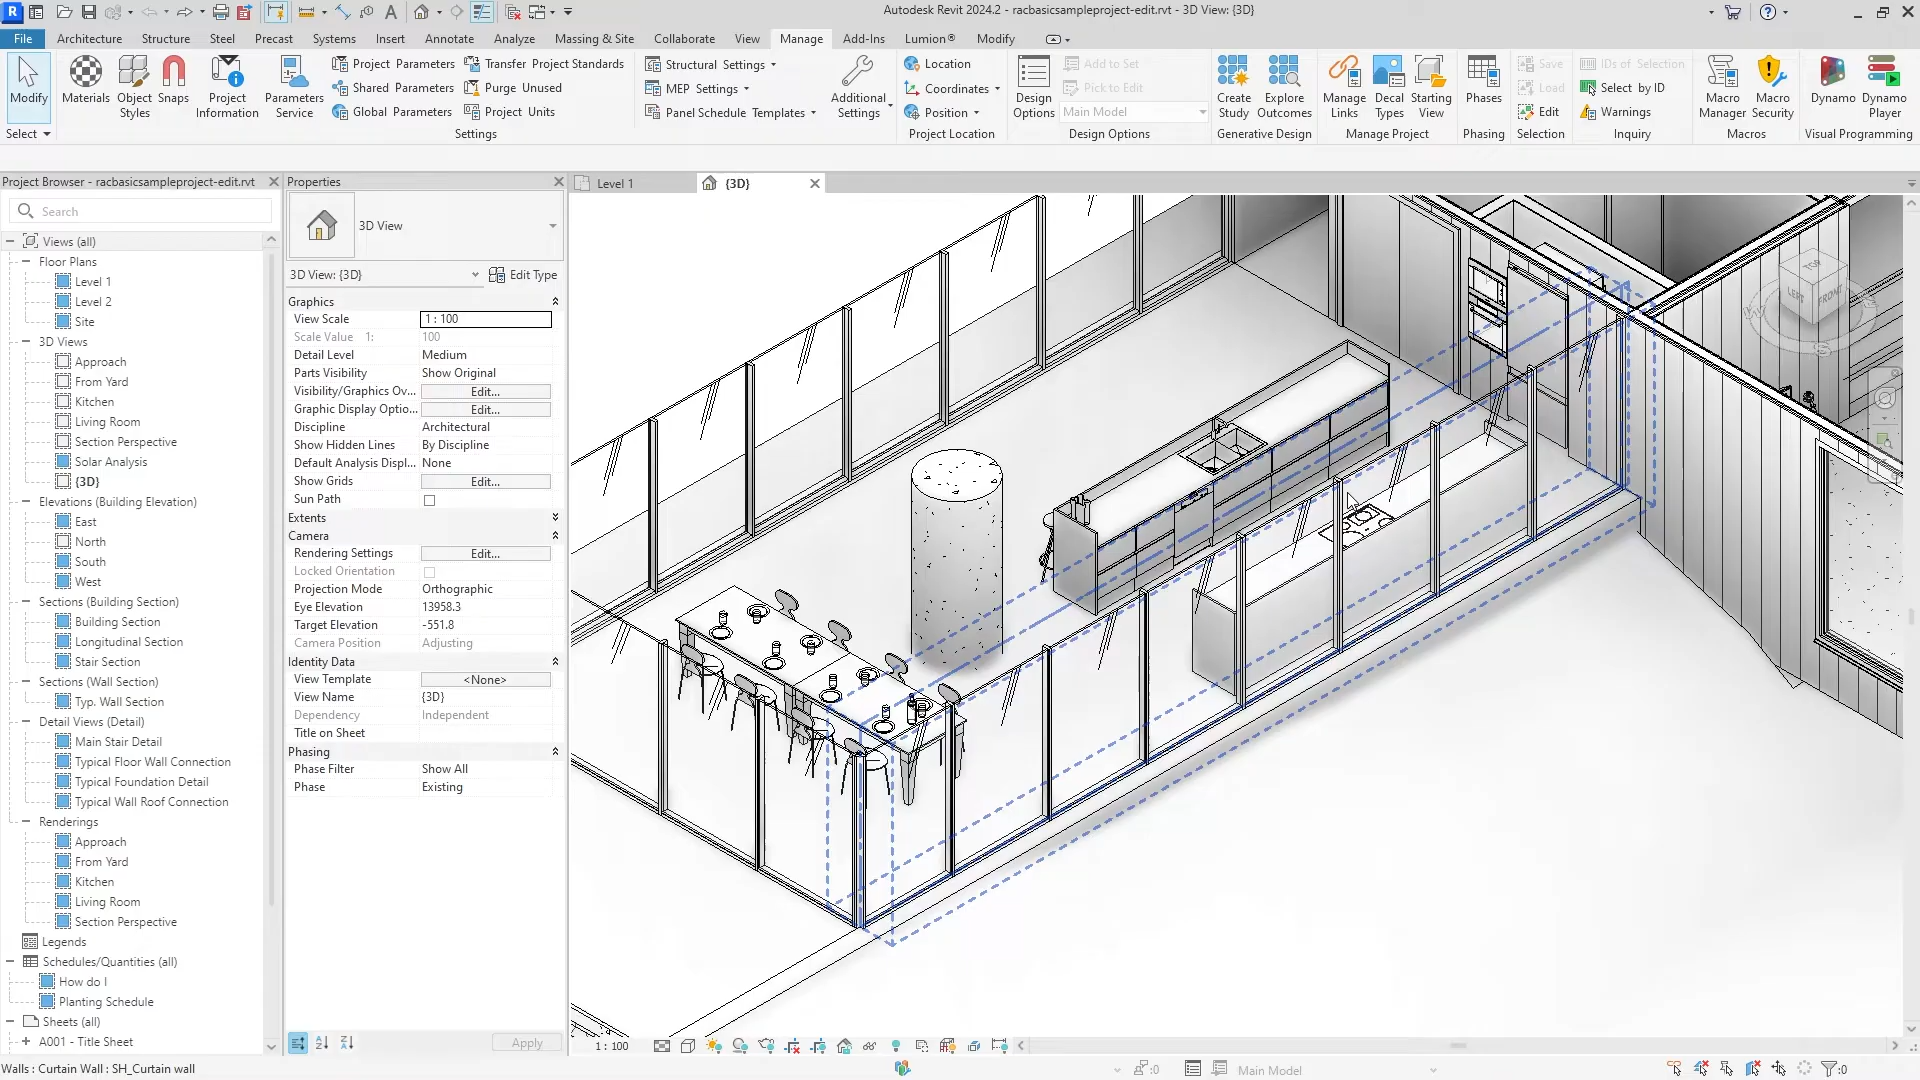 Autodesk Revit 2024.2 - racbasicsampleproject-edit.rvt - 3D View: {3D}
File Architecture Structure Steel Precast Systems Insert Annotate Analyze Massing & Site Collaborate View Manage Add-Ins Lumion® Modify
Modify
Select
Materials
Object Styles
Snaps
Project Information
Parameters Service
Project Parameters
Shared Parameters
Global Parameters
Transfer Project Standards
Purge Unused
Project Units
Settings
Structural Settings
MEP Settings
Panel Schedule Templates
Additional Settings
Location
Coordinates
Position
Project Location
Design Options
Add to Set
Pick to Edit
Main Model
Design Options
Create Study
Explore Outcomes
Generative Design
Manage Links
Decal Types
Starting View
Manage Project
Phases
Phasing
Save
Load
Edit
Selection
IDs of Selection
Select by ID
Warnings
Inquiry
Macro Manager
Macro Security
Macros
Dynamo
Dynamo Player
Visual Programming
Project Browser - racbasicsampleproject-edit.rvt
Search
Views (all)
Floor Plans
Level 1
Level 2
Site
3D Views
Approach
From Yard
Kitchen
Living Room
Section Perspective
Solar Analysis
{3D}
Elevations (Building Elevation)
East
North
South
West
Sections (Building Section)
Building Section
Longitudinal Section
Stair Section
Sections (Wall Section)
Typ. Wall Section
Detail Views (Detail)
Main Stair Detail
Typical Floor Wall Connection
Typical Foundation Detail
Typical Wall Roof Connection
Renderings
Approach
From Yard
Kitchen
Living Room
Section Perspective
Legends
Schedules/Quantities (all)
How do I
Planting Schedule
Sheets (all)
A001 - Title Sheet
Properties
3D View
3D View: {3D} Edit Type
Graphics
View Scale 1 : 100
Scale Value 1: 100
Detail Level Medium
Parts Visibility Show Original
Visibility/Graphics Ov... Edit...
Graphic Display Optio... Edit...
Discipline Architectural
Show Hidden Lines By Discipline
Default Analysis Displ... None
Show Grids Edit...
Sun Path
Extents
Camera
Rendering Settings Edit...
Locked Orientation
Projection Mode Orthographic
Eye Elevation 13958.3
Target Elevation -551.8
Camera Position Adjusting
Identity Data
View Template <None>
View Name {3D}
Dependency Independent
Title on Sheet
Phasing
Phase Filter Show All
Phase Existing
Apply
Level 1 {3D}
TOP
LEFT FRONT
W S
1 : 100
Walls : Curtain Wall : SH_Curtain wall
:0
Main Model
:0